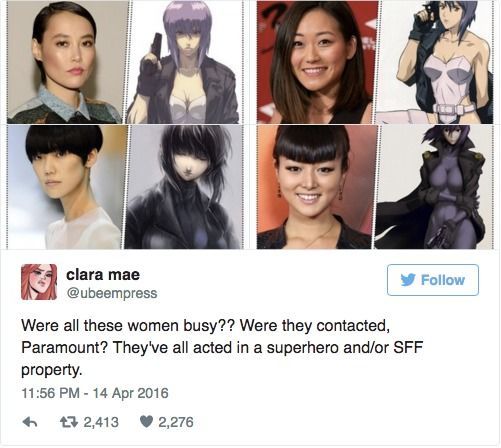 clara mae
@ubeempress
Follow
Were all these women busy?? Were they contacted,
Paramount? They've all acted in a superhero and/or SFF
property.
11:56 PM - 14 Apr 2016
2,413 2,276